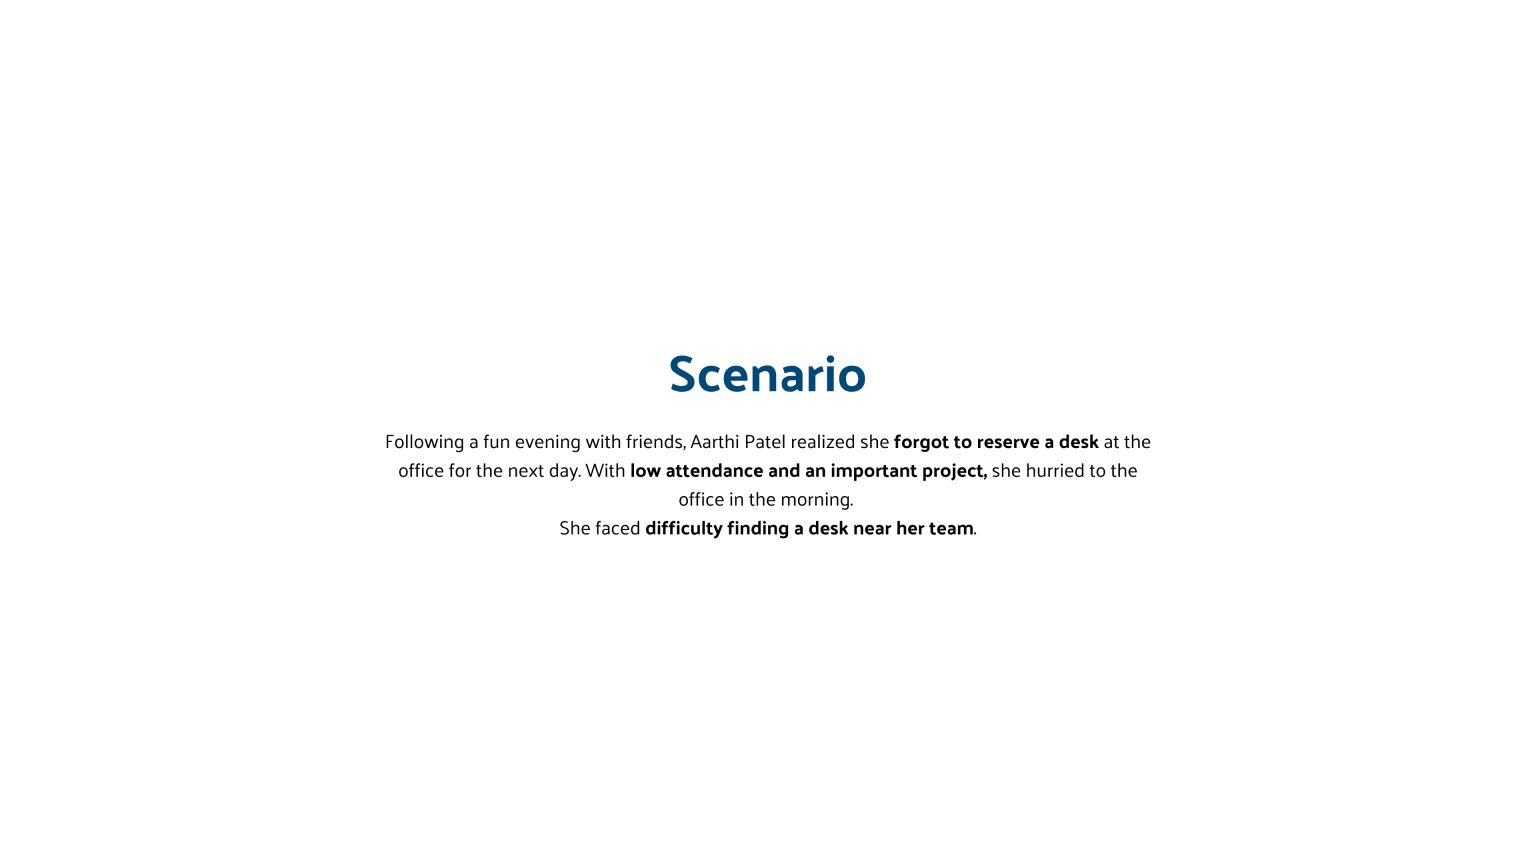 Scenario
Following a fun evening with friends, Aarthi Patel realized she forgot to reserve a desk at the
office for the next day. With low attendance and an important project, she hurried to the
office in the morning.
She faced difficulty finding a desk near her team.